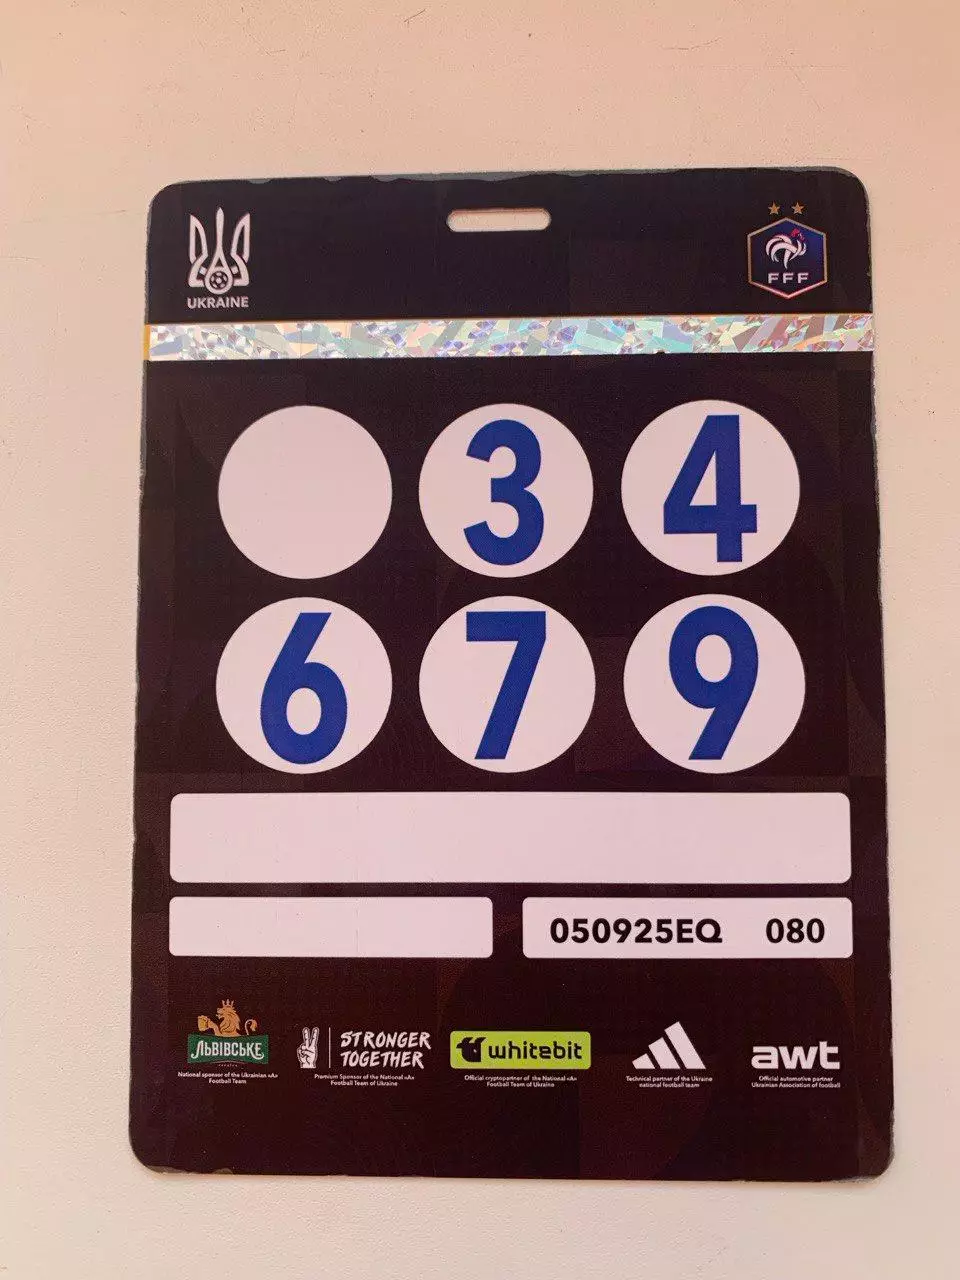 UKRAINE
FFF
3 4
6 7 9
050925EQ 080
ЛЬВІВСЬКЕ
National sponsor of the Ukrainian «A»
Football Team
STRONGER
TOGETHER
Premium Sponsor of the National «A»
Football Team of Ukraine
whitebit
Official cryptopartner of the National «A»
Football Team of Ukraine
Technical partner of the Ukraine
national football team
awt
Official automotive partner
Ukrainian Association of football